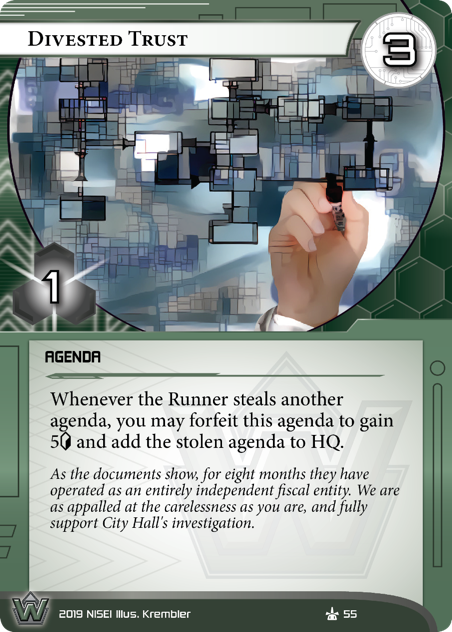 Divested Trust
3
1
AGENDA
Whenever the Runner steals another
agenda, you may forfeit this agenda to gain
5 and add the stolen agenda to HQ.
As the documents show, for eight months they have
operated as an entirely independent fiscal entity. We are
as appalled at the carelessness as you are, and fully
support City Hall's investigation.
W 2019 NISEI Illus. Krembler 55